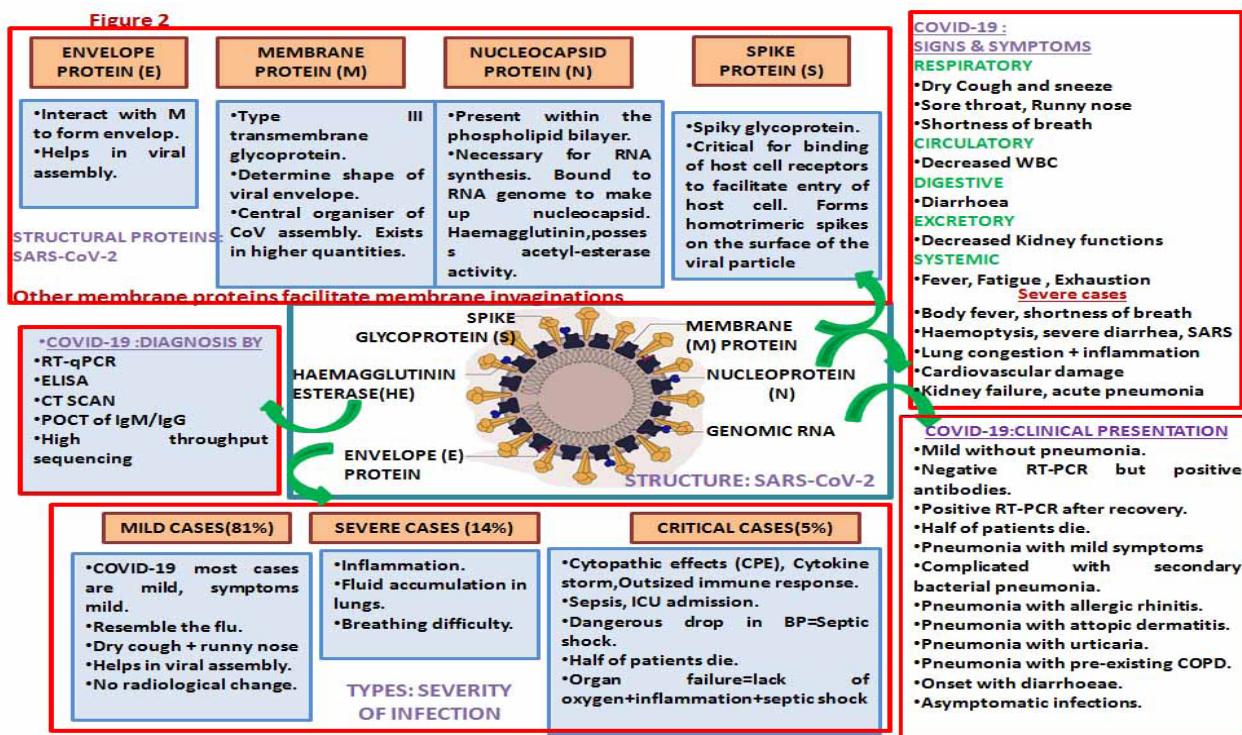 Figure 2
ENVELOPE
PROTEIN (E)
•Interact with M
to form envelop.
•Helps in viral
assembly.
MEMBRANE
PROTEIN (M)
•Type III
transmembrane
glycoprotein.
•Determine shape of
viral envelope.
•Central organiser of
CoV assembly. Exists
in higher quantities.
NUCLEOCAPSID
PROTEIN (N)
•Present within the
phospholipid bilayer.
•Necessary for RNA
synthesis. Bound to
RNA genome to make
up nucleocapsid.
Haemagglutinin,posses
s acetyl-esterase
activity.
SPIKE
PROTEIN (S)
•Spiky glycoprotein.
•Critical for binding
of host cell receptors
to facilitate entry of
host cell. Forms
homotrimeric spikes
on the surface of the
viral particle
STRUCTURAL PROTEINS:
SARS-CoV-2
Other membrane proteins facilitate membrane invaginations
COVID-19 :
SIGNS & SYMPTOMS
RESPIRATORY
•Dry Cough and sneeze
•Sore throat, Runny nose
•Shortness of breath
CIRCULATORY
•Decreased WBC
DIGESTIVE
•Diarrhoea
EXCRETORY
•Decreased Kidney functions
SYSTEMIC
•Fever, Fatigue , Exhaustion
Severe cases
•Body fever, shortness of breath
•Haemoptysis, severe diarrhea, SARS
•Lung congestion + inflammation
•Cardiovascular damage
•Kidney failure, acute pneumonia
•COVID-19 :DIAGNOSIS BY
•RT-qPCR
•ELISA
•CT SCAN
•POCT of IgM/IgG
•High throughput
sequencing
SPIKE
GLYCOPROTEIN (S)
HAEMAGGLUTININ
ESTERASE(HE)
ENVELOPE (E)
PROTEIN
MEMBRANE
(M) PROTEIN
NUCLEOPROTEIN
(N)
GENOMIC RNA
STRUCTURE: SARS-CoV-2
COVID-19:CLINICAL PRESENTATION
•Mild without pneumonia.
•Negative RT-PCR but positive
antibodies.
•Positive RT-PCR after recovery.
•Half of patients die.
•Pneumonia with mild symptoms
•Complicated with secondary
bacterial pneumonia.
•Pneumonia with allergic rhinitis.
•Pneumonia with attopic dermatitis.
•Pneumonia with urticaria.
•Pneumonia with pre-existing COPD.
•Onset with diarrhoeae.
•Asymptomatic infections.
MILD CASES(81%)
•COVID-19 most cases
are mild, symptoms
mild.
•Resemble the flu.
•Dry cough + runny nose
•Helps in viral assembly.
•No radiological change.
SEVERE CASES (14%)
•Inflammation.
•Fluid accumulation in
lungs.
•Breathing difficulty.
TYPES: SEVERITY
OF INFECTION
CRITICAL CASES(5%)
•Cytopathic effects (CPE), Cytokine
storm,Outsized immune response.
•Sepsis, ICU admission.
•Dangerous drop in BP=Septic
shock.
•Half of patients die.
•Organ failure=lack of
oxygen+inflammation+septic shock